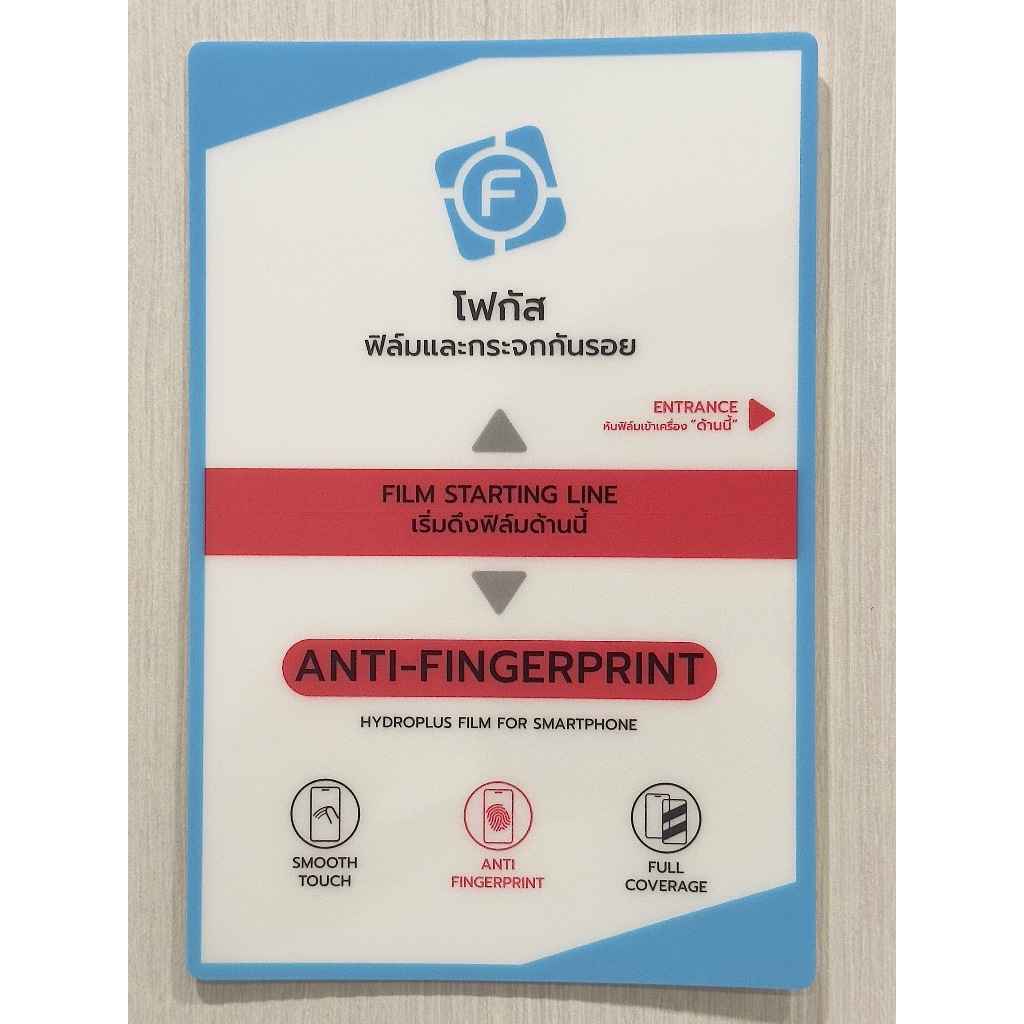 F
โฟกัส
ฟิล์มและกระจกกันรอย
ENTRANCE
หันฟิล์มเข้าเครื่อง "ด้านนี้"
FILM STARTING LINE
เริ่มดึงฟิล์มด้านนี้
ANTI-FINGERPRINT
HYDROPLUS FILM FOR SMARTPHONE
SMOOTH
TOUCH
ANTI
FINGERPRINT
FULL
COVERAGE